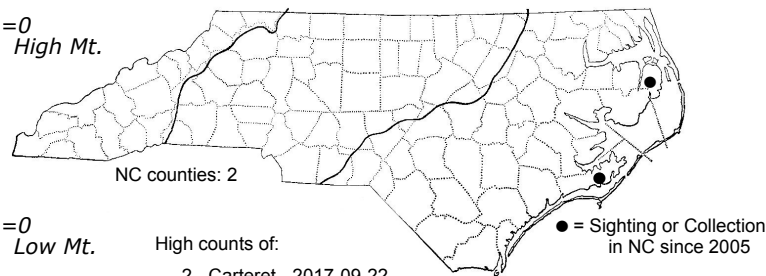 =0
High Mt.
NC counties: 2
=0
Low Mt.
High counts of:
2 - Carteret - 2017-09-22
● = Sighting or Collection
in NC since 2005